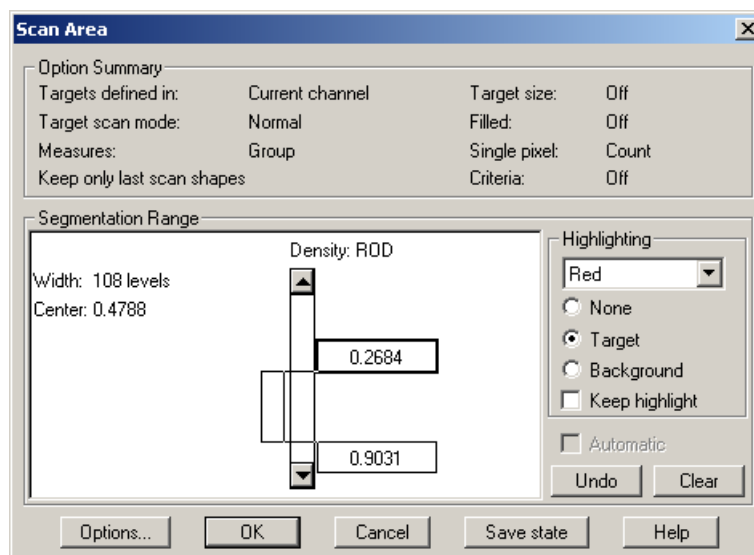 Scan Area
Option Summary
Targets defined in: Current channel Target size: Off
Target scan mode: Normal Filled: Off
Measures: Group Single pixel: Count
Keep only last scan shapes Criteria: Off
Segmentation Range
Density: ROD
Width: 108 levels
Center: 0.4788
0.2684
0.9031
Highlighting
Red
None
Target
Background
Keep highlight
Automatic
Undo Clear
Options... OK Cancel Save state Help